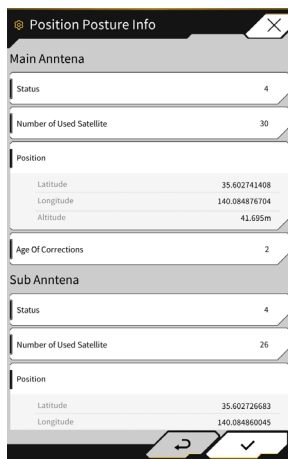 Position Posture Info
Main Anntena
Status 4
Number of Used Satellite 30
Position
Latitude 35.602741408
Longitude 140.084876704
Altitude 41.695m
Age Of Corrections 2
Sub Anntena
Status 4
Number of Used Satellite 26
Position
Latitude 35.602726683
Longitude 140.084860045